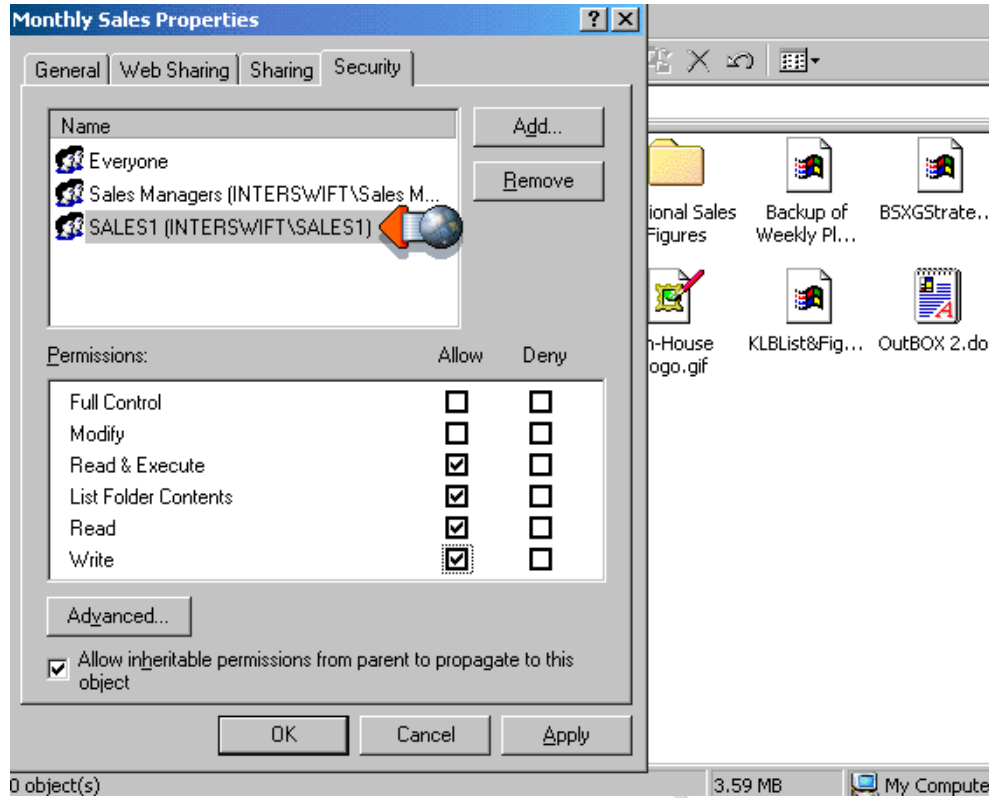 Monthly Sales Properties
General Web Sharing Sharing Security
Name
Everyone
Sales Managers (INTERSWIFT\Sales M...
SALES1 (INTERSWIFT\SALES1)
Add...
Remove
Permissions: Allow Deny
Full Control
Modify
Read & Execute
List Folder Contents
Read
Write
Advanced...
Allow inheritable permissions from parent to propagate to this
object
OK Cancel Apply
ional Sales
Figures
Backup of
Weekly Pl...
BSXGStrate..
n-House
ogo.gif
KLBList&Fig...
OutBOX 2.do
0 object(s) 3.59 MB My Compute